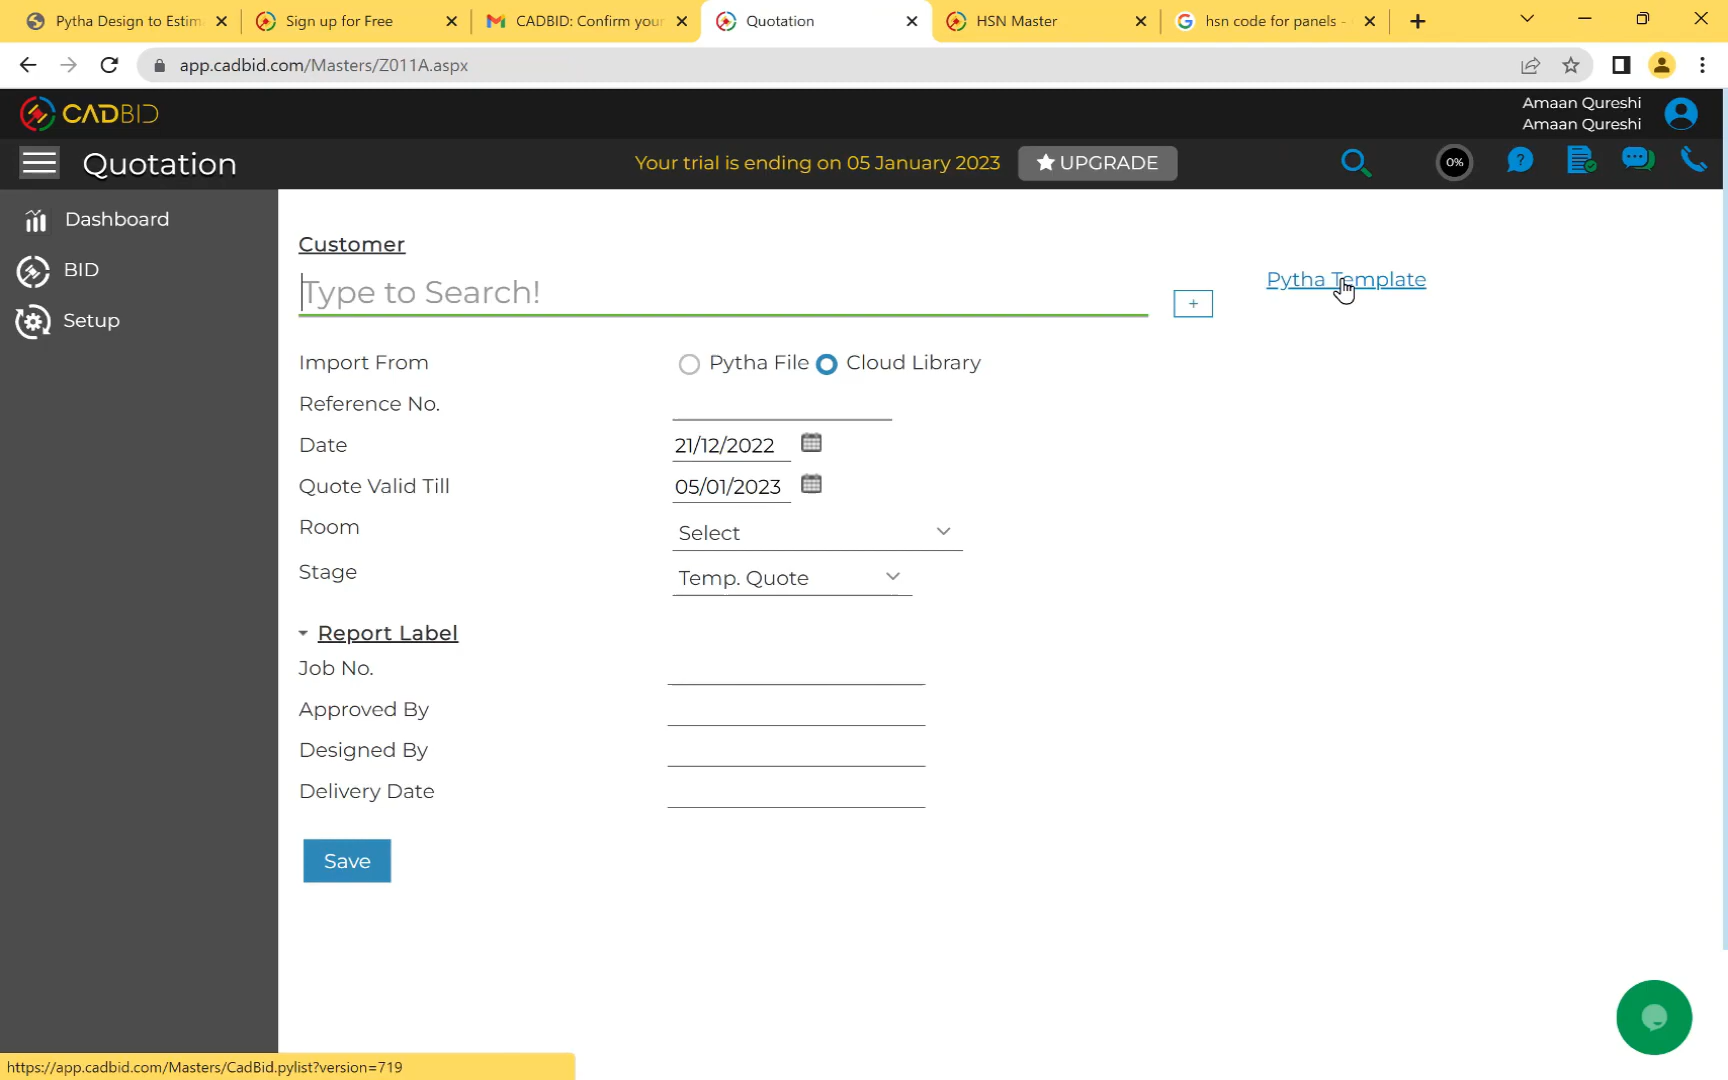 Pytha Design to Estim
Sign up for Free
CADBID: Confirm your
Quotation
HSN Master
hsn code for panels -
app.cadbid.com/Masters/Z011A.aspx
CADBID
Amaan Qureshi
Amaan Qureshi
Quotation
Your trial is ending on 05 January 2023
UPGRADE
0%
Dashboard
BID
Setup
Customer
Type to Search!
+
Pytha Template
Import From
Pytha File
Cloud Library
Reference No.
Date
21/12/2022
Quote Valid Till
05/01/2023
Room
Select
Stage
Temp. Quote
Report Label
Job No.
Approved By
Designed By
Delivery Date
Save
https://app.cadbid.com/Masters/CadBid.pylist?version=719